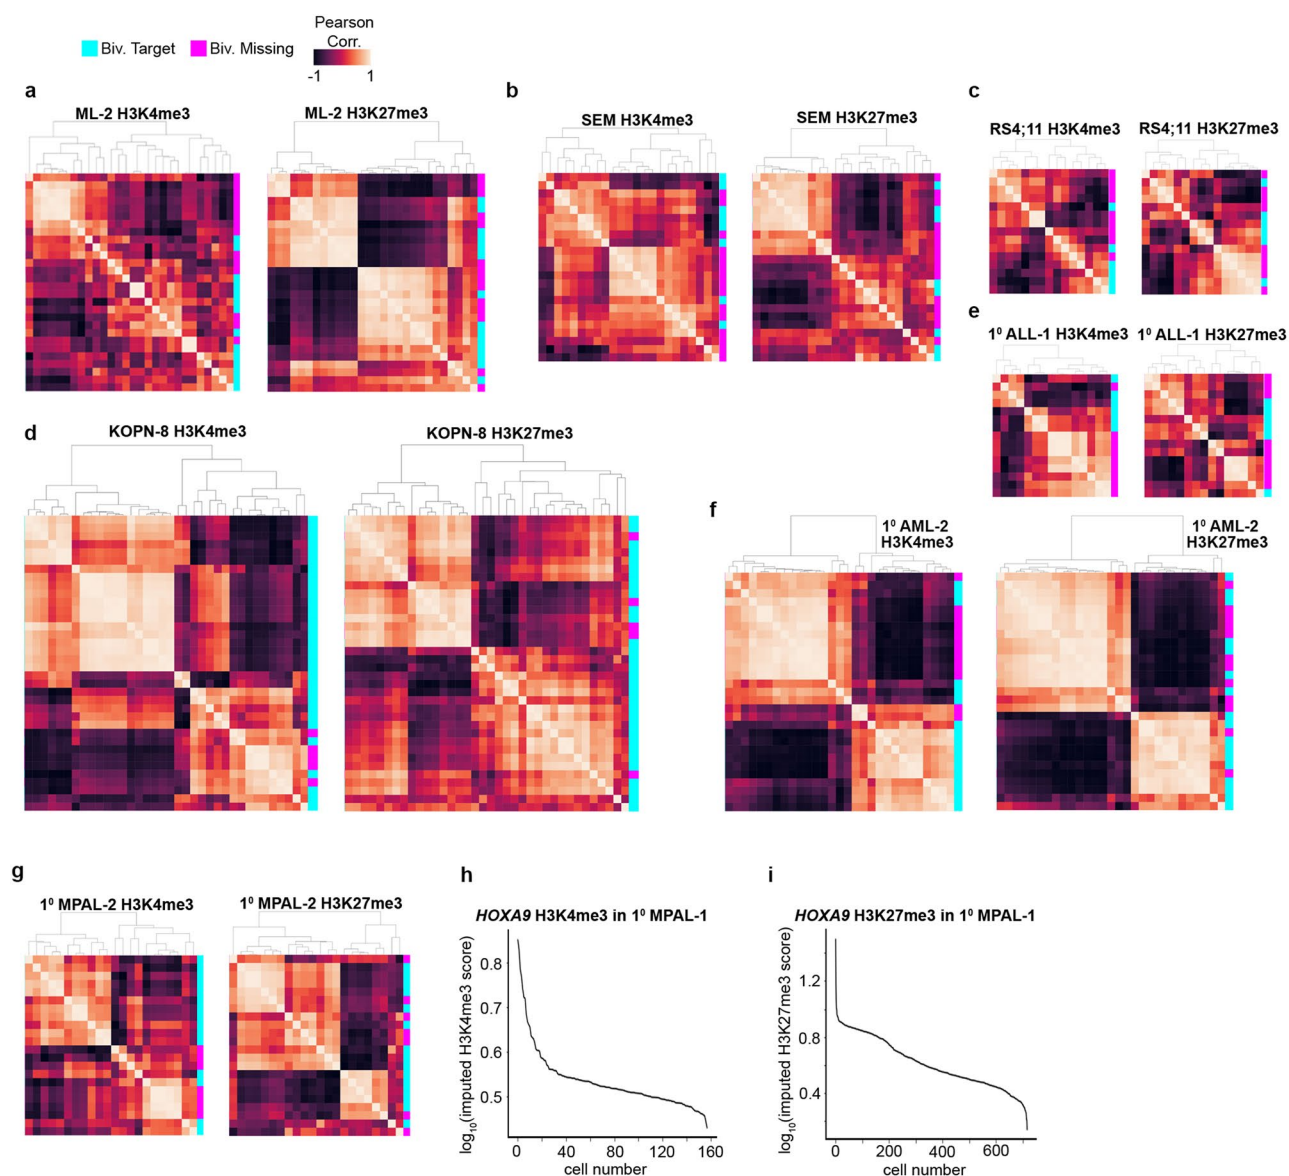 Pearson
Corr.
Biv. Target
Biv. Missing
-1
1
a
ML-2 H3K4me3
ML-2 H3K27me3
b
SEM H3K4me3
SEM H3K27me3
c
RS4;11 H3K4me3
RS4;11 H3K27me3
e
1⁰ ALL-1 H3K4me3
1⁰ ALL-1 H3K27me3
d
KOPN-8 H3K4me3
KOPN-8 H3K27me3
f
1⁰ AML-2
H3K4me3
1⁰ AML-2
H3K27me3
g
1⁰ MPAL-2 H3K4me3
1⁰ MPAL-2 H3K27me3
h
HOXA9 H3K4me3 in 1⁰ MPAL-1
log₁₀(imputed H3K4me3 score)
0.8
0.7
0.6
0.5
0 40 80 120 160
cell number
i
HOXA9 H3K27me3 in 1⁰ MPAL-1
log₁₀(imputed H3K27me3 score)
1.2
0.8
0.4
0 200 400 600
cell number